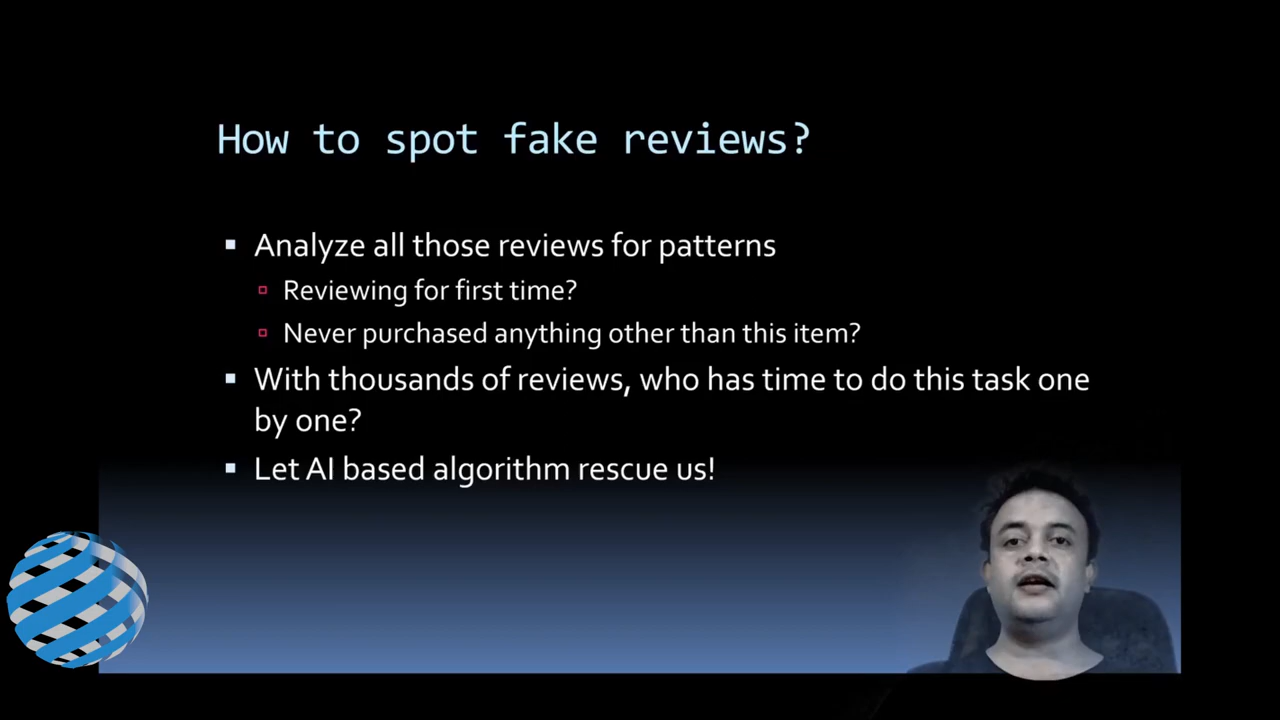 How to spot fake reviews?
Analyze all those reviews for patterns
Reviewing for first time?
Never purchased anything other than this item?
With thousands of reviews, who has time to do this task one
by one?
Let AI based algorithm rescue us!